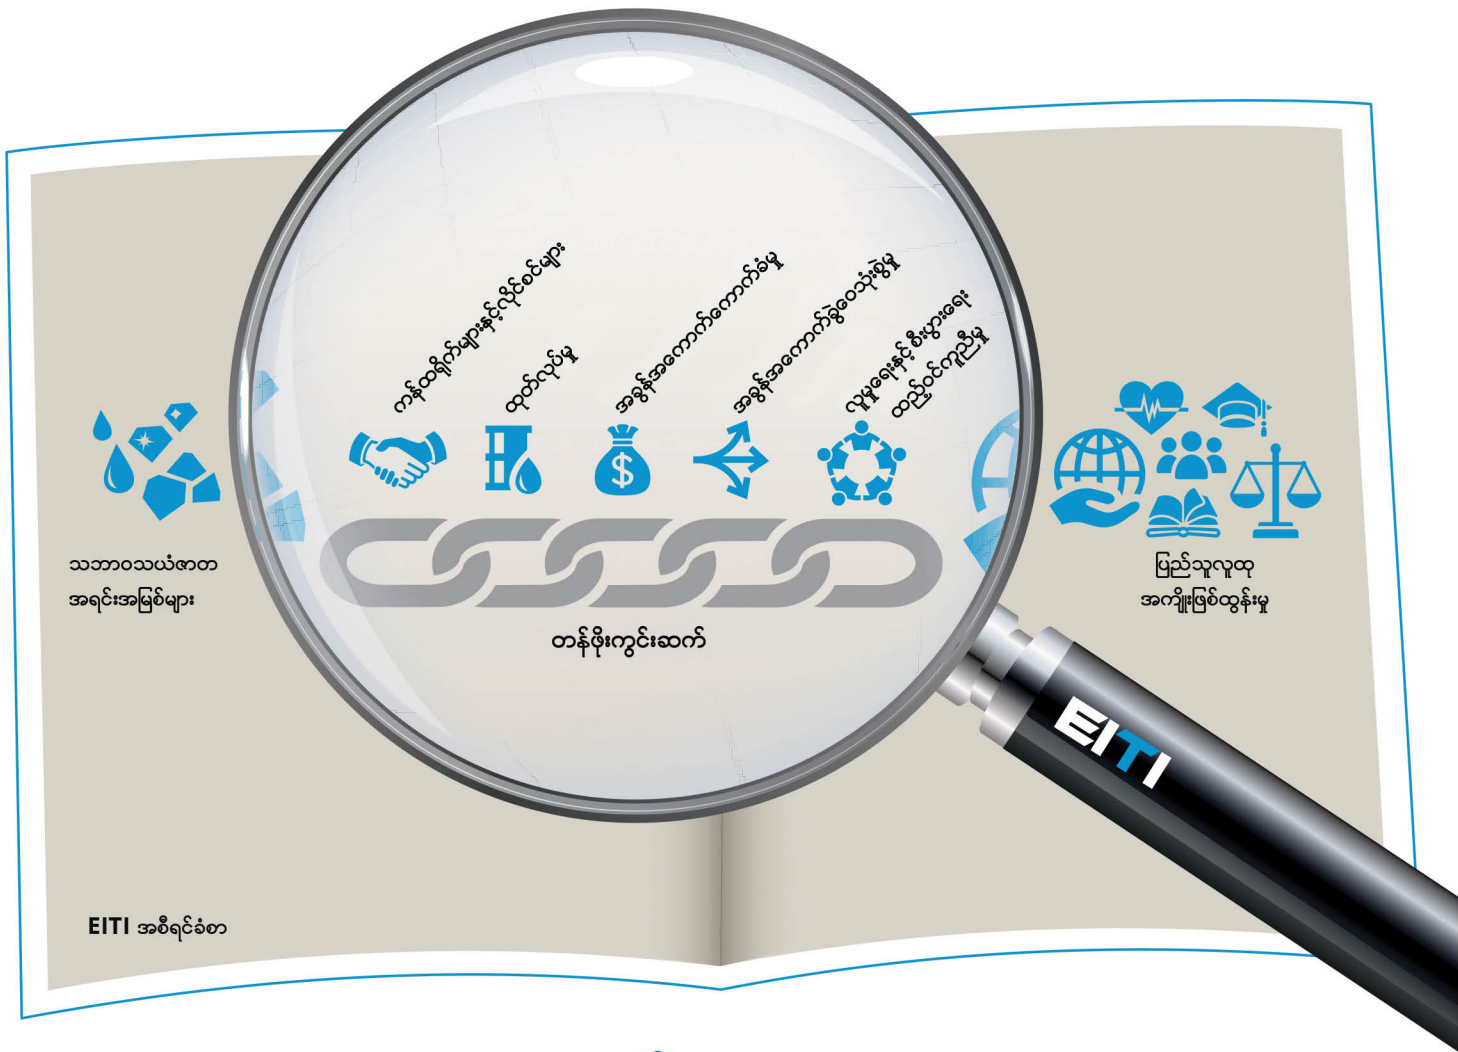 ကန်ထရိုက်များနှင့်လိုင်စင်များ
ထုတ်လုပ်မှု
အခွန်အကောက်ကောက်ခံမှု
အခွန်အကောက်ခွဲဝေသုံးစွဲမှု
လူမှုရေးနှင့်စီးပွားရေး
ထည့်ဝင်ကူညီမှု
သဘာဝသယံဇာတ
အရင်းအမြစ်များ
တန်ဖိုးကွင်းဆက်
ပြည်သူလူထု
အကျိုးဖြစ်ထွန်းမှု
EITI
EITI အစီရင်ခံစာ